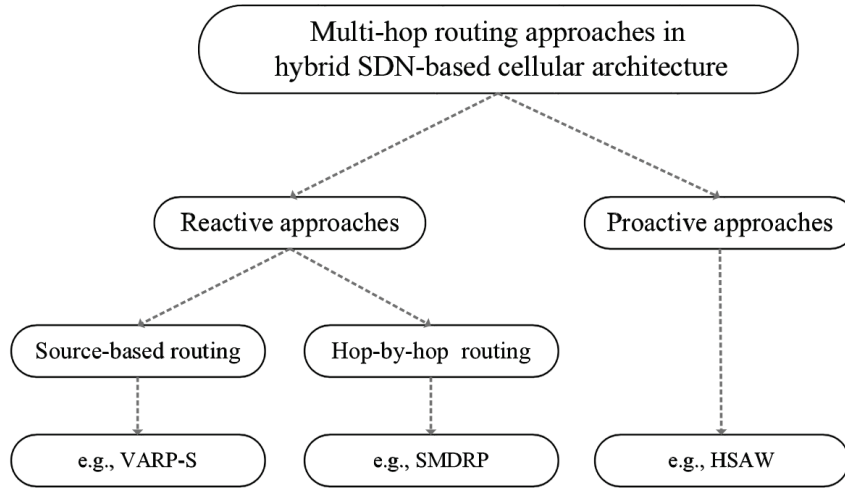 Multi-hop routing approaches in
hybrid SDN-based cellular architecture
Reactive approaches
Proactive approaches
Source-based routing
Hop-by-hop routing
e.g., VARP-S
e.g., SMDRP
e.g., HSAW